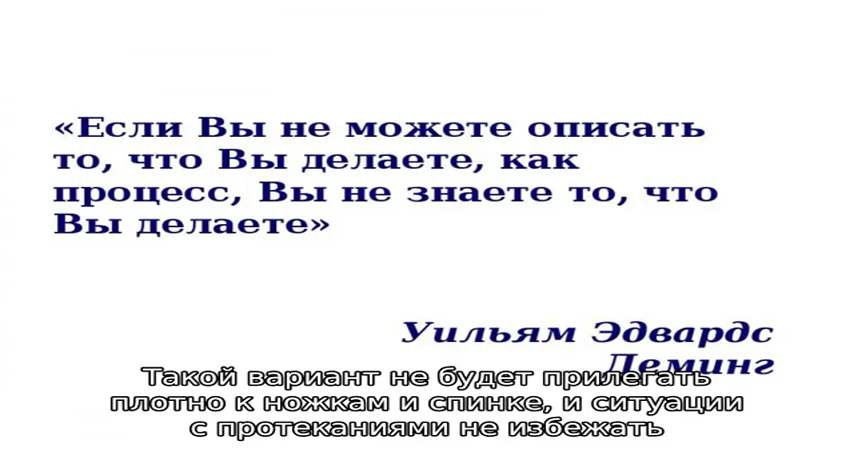 «Если Вы не можете описать
то, что Вы делаете, как
процесс, Вы не знаете то, что
Вы делаете»
Уильям Эдвардс
Деминг
Такой вариант не будет прилегать
плотно к ножкам и спинке, и ситуации
с протеканиями не избежать